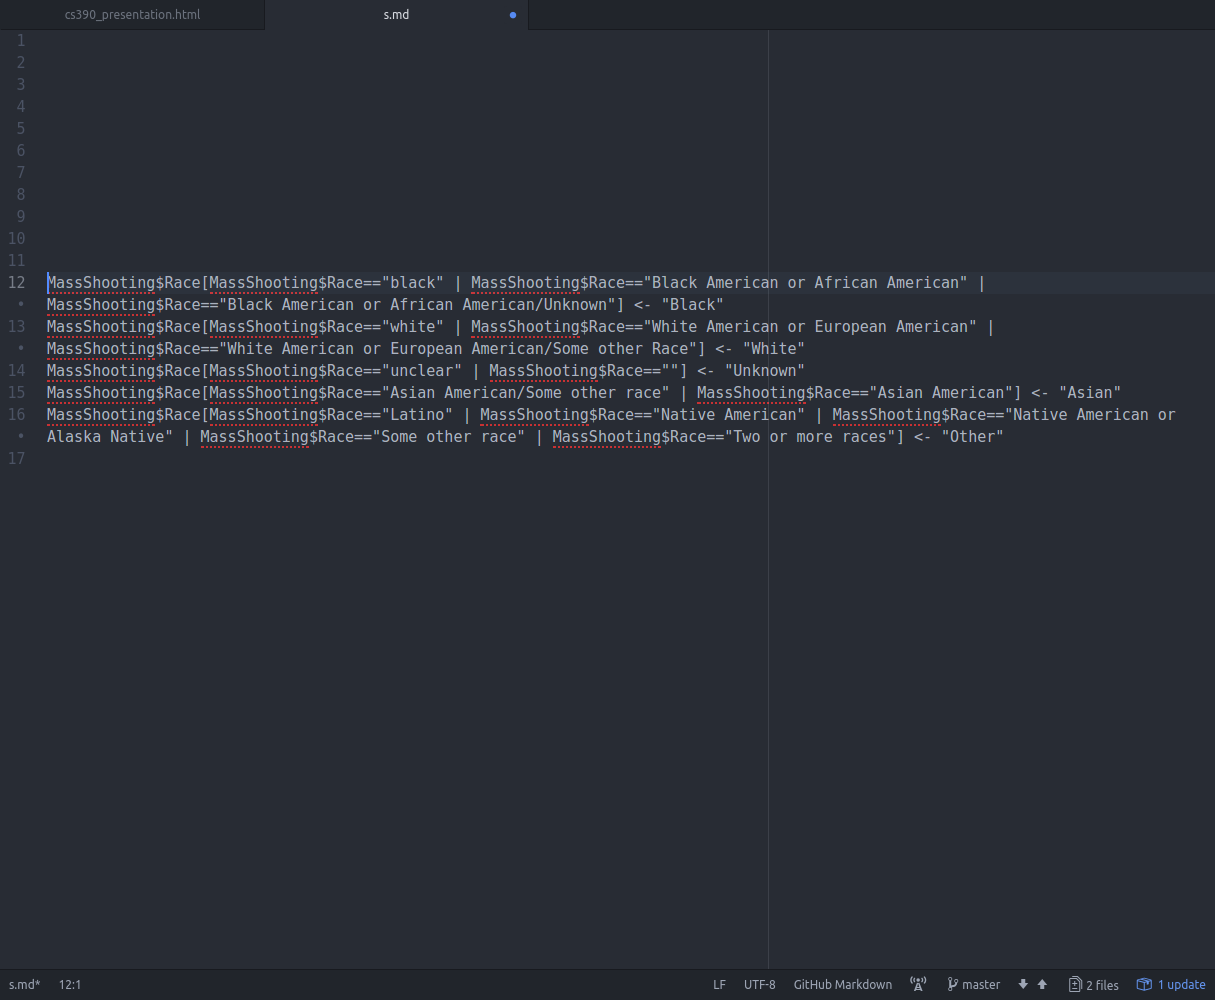 cs390_presentation.html
s.md
1
2
3
4
5
6
7
8
9
10
11
12 MassShooting$Race[MassShooting$Race=="black" | MassShooting$Race=="Black American or African American" |
• MassShooting$Race=="Black American or African American/Unknown"] <- "Black"
13 MassShooting$Race[MassShooting$Race=="white" | MassShooting$Race=="White American or European American" |
• MassShooting$Race=="White American or European American/Some other Race"] <- "White"
14 MassShooting$Race[MassShooting$Race=="unclear" | MassShooting$Race==""] <- "Unknown"
15 MassShooting$Race[MassShooting$Race=="Asian American/Some other race" | MassShooting$Race=="Asian American"] <- "Asian"
16 MassShooting$Race[MassShooting$Race=="Latino" | MassShooting$Race=="Native American" | MassShooting$Race=="Native American or
• Alaska Native" | MassShooting$Race=="Some other race" | MassShooting$Race=="Two or more races"] <- "Other"
17
s.md* 12:1 LF UTF-8 GitHub Markdown master 2 files 1 update